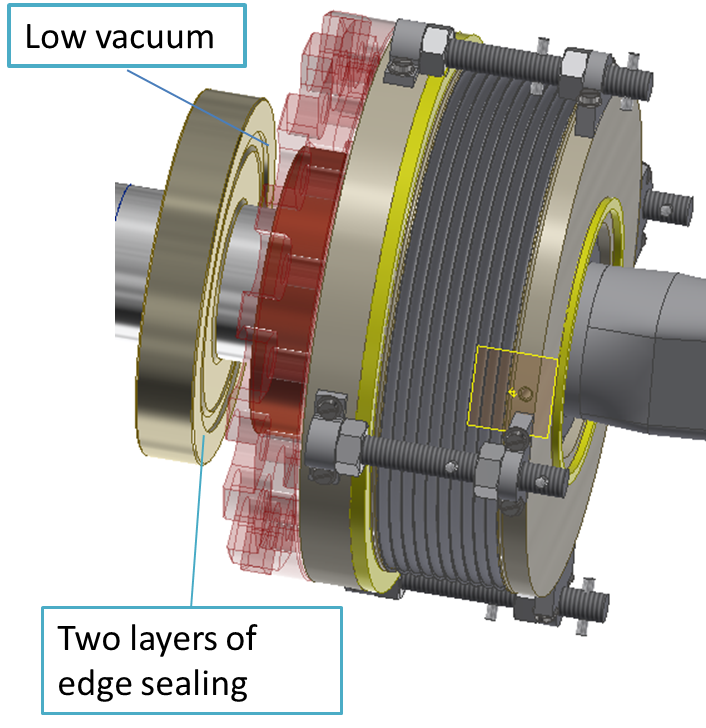 Low vacuum
Two layers of
edge sealing